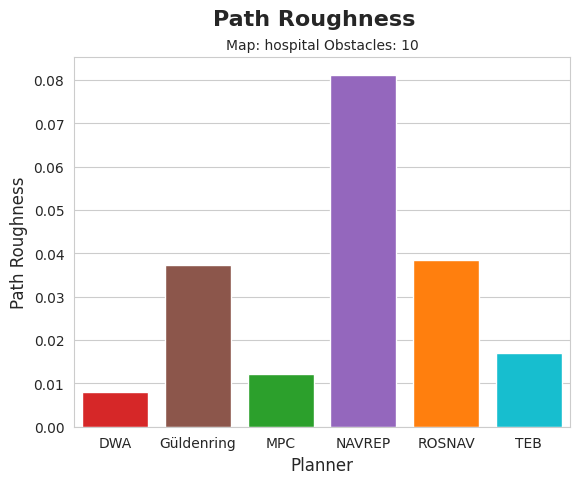 Path Roughness
Map: hospital Obstacles: 10
Path Roughness
0.08
0.07
0.06
0.05
0.04
0.03
0.02
0.01
0.00
DWA Güldenring MPC NAVREP ROSNAV TEB
Planner